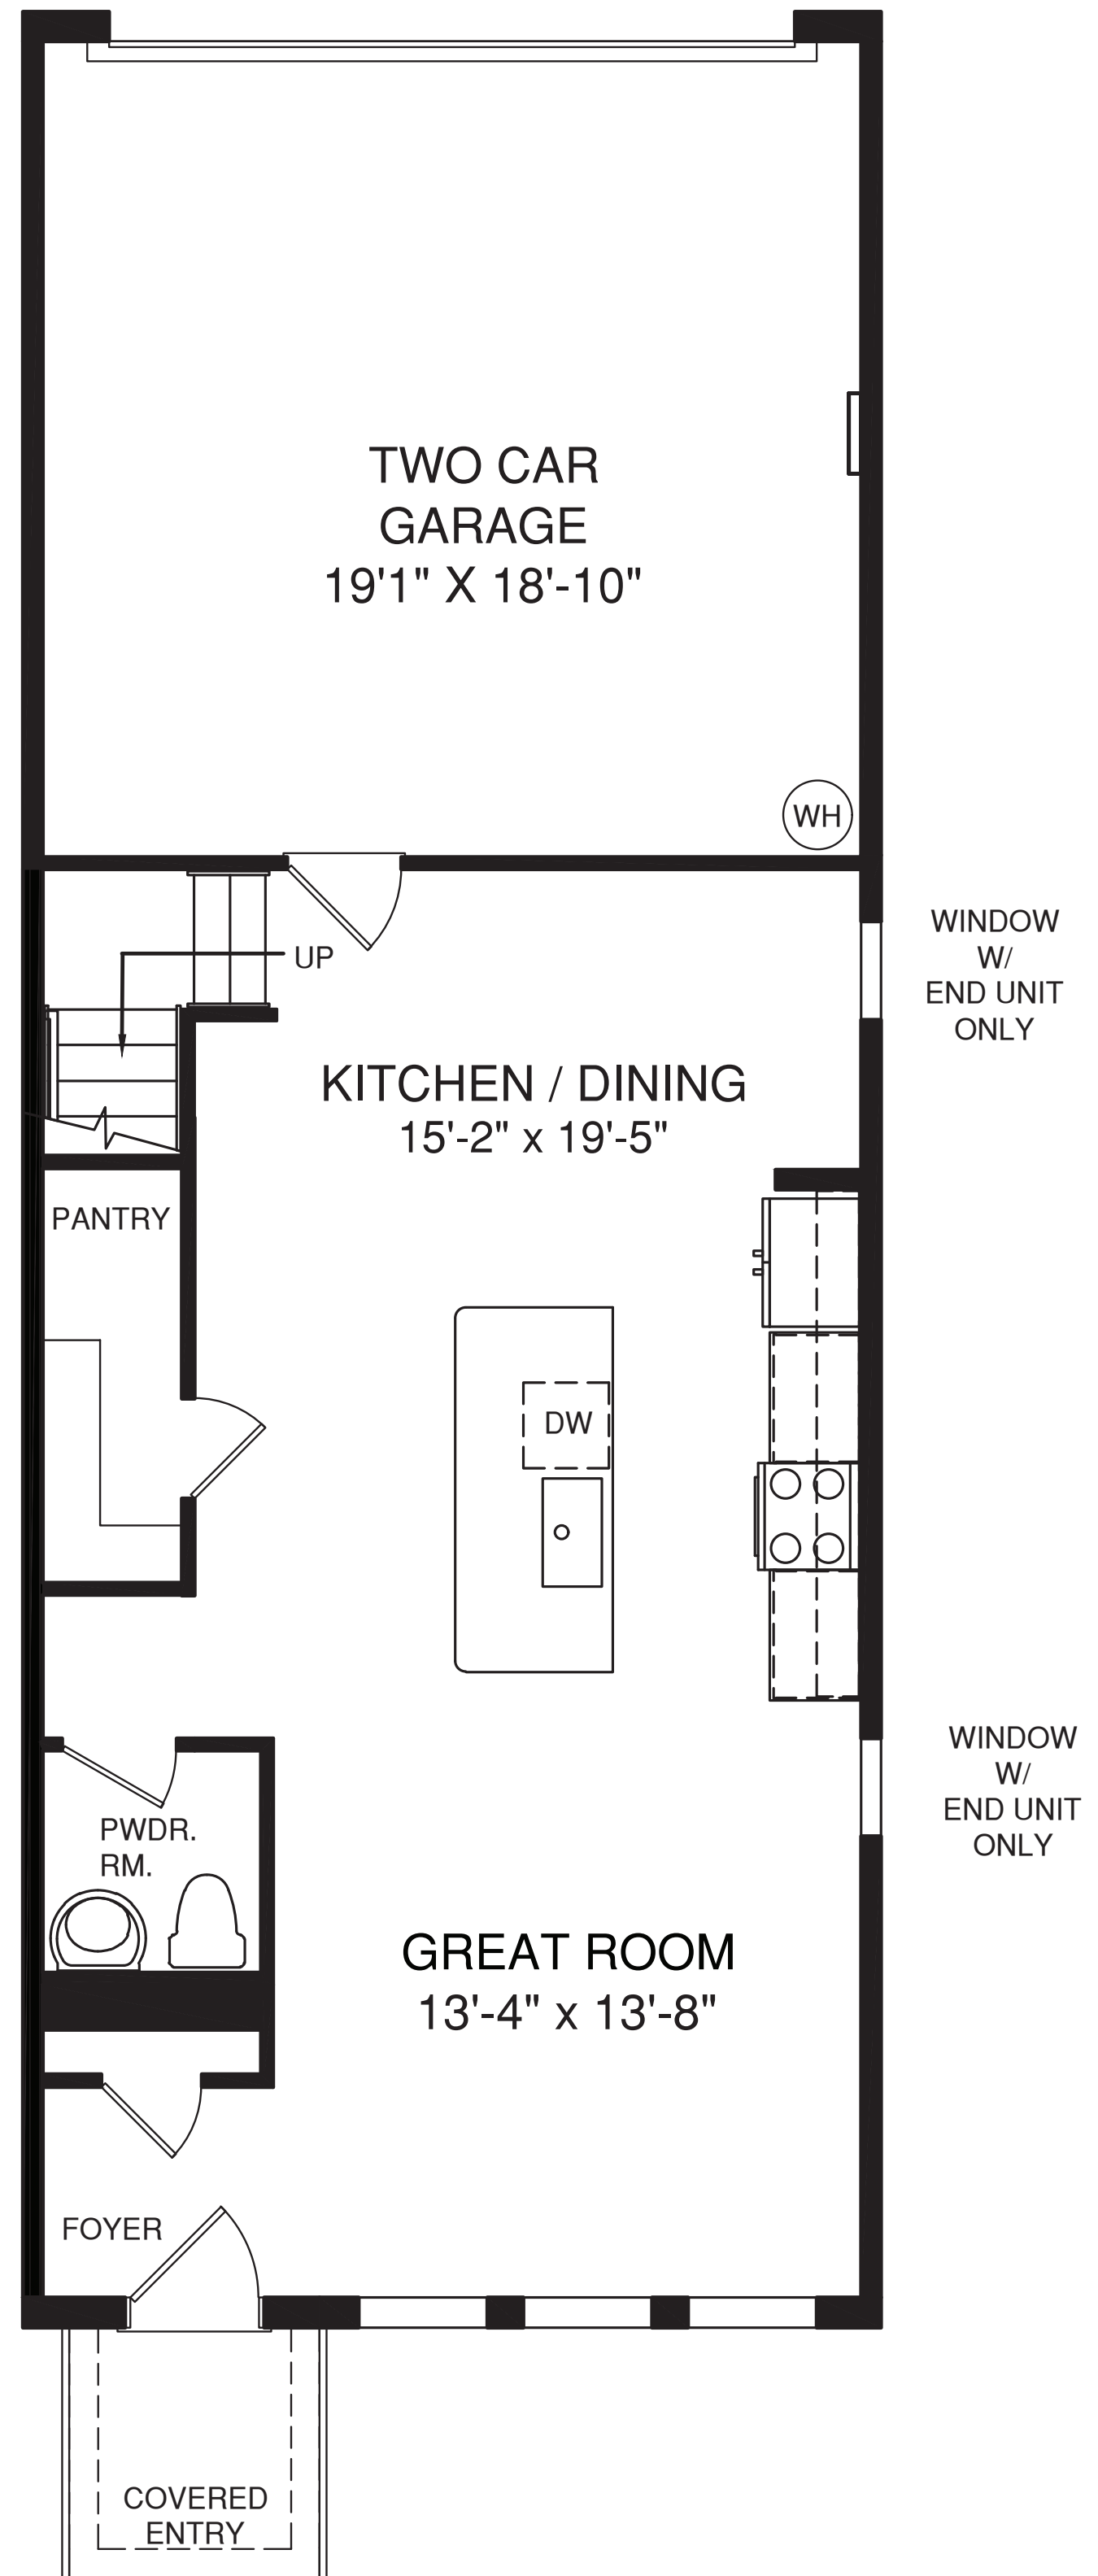 TWO CAR
GARAGE
19'1" X 18'-10"
WH
WINDOW
W/
END UNIT
ONLY
UP
KITCHEN / DINING
15'-2" x 19'-5"
PANTRY
DW
WINDOW
W/
END UNIT
ONLY
PWDR.
RM.
GREAT ROOM
13'-4" x 13'-8"
FOYER
COVERED
ENTRY